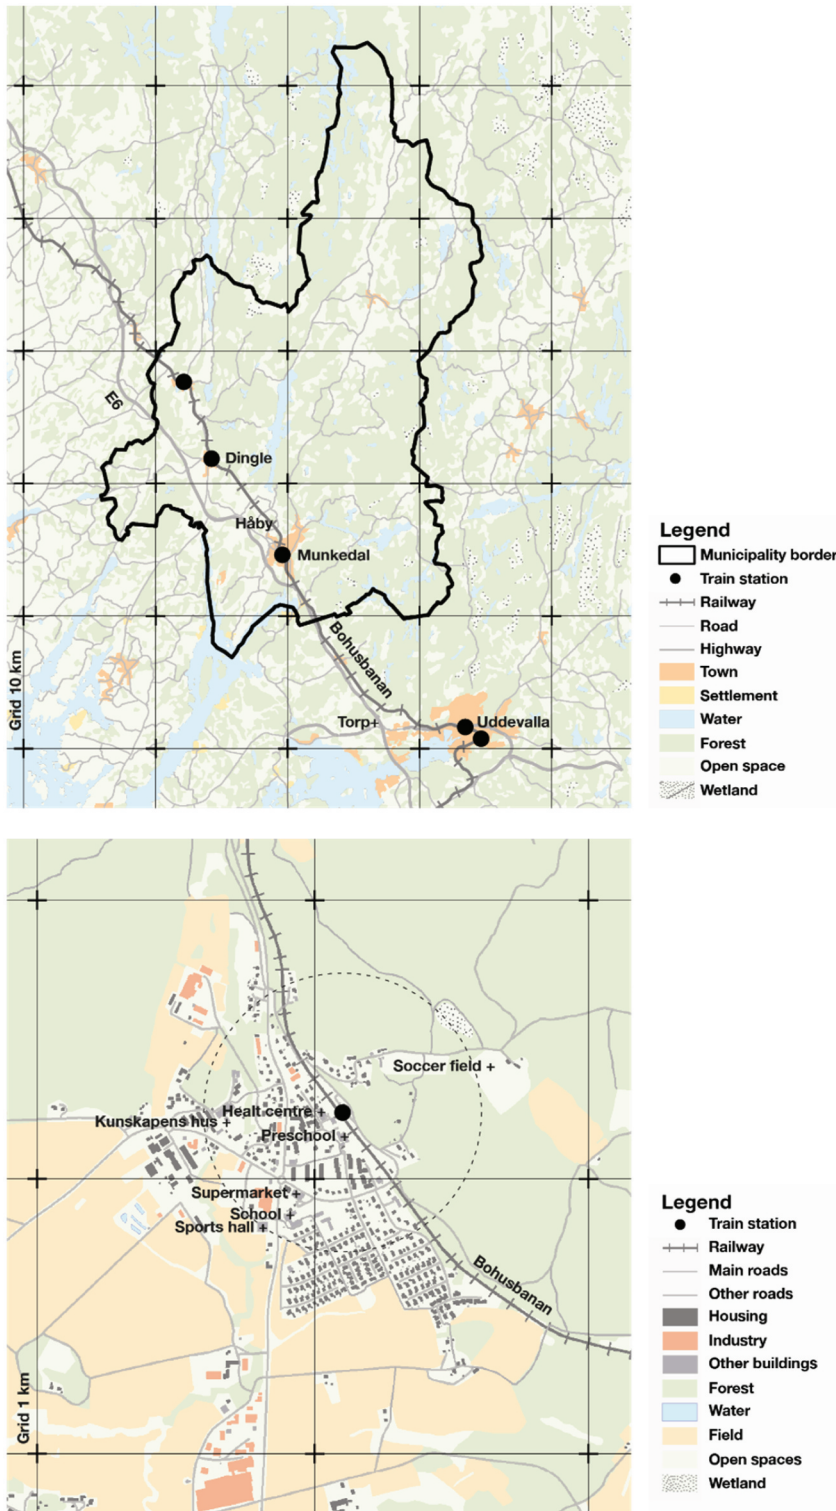 E6
Dingle
Håby
Munkedal
Bohusbanan
Torp+
Uddevalla
Grid 10 km
Legend
Municipality border
Train station
Railway
Road
Highway
Town
Settlement
Water
Forest
Open space
Wetland
Soccer field +
Healt centre +
Kunskapens hus +
Preschool +
Supermarket +
School +
Sports hall +
Bohusbanan
Grid 1 km
Legend
Train station
Railway
Main roads
Other roads
Housing
Industry
Other buildings
Forest
Water
Field
Open spaces
Wetland